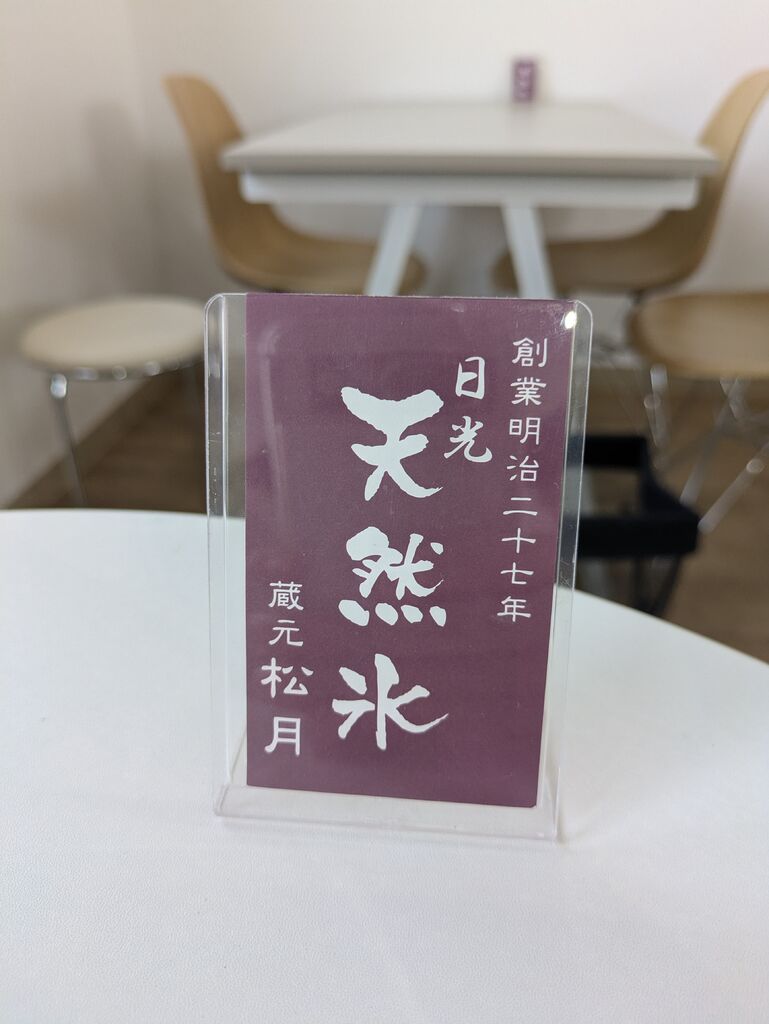 創業明治二十七年
日光
天然氷
蔵元 松月